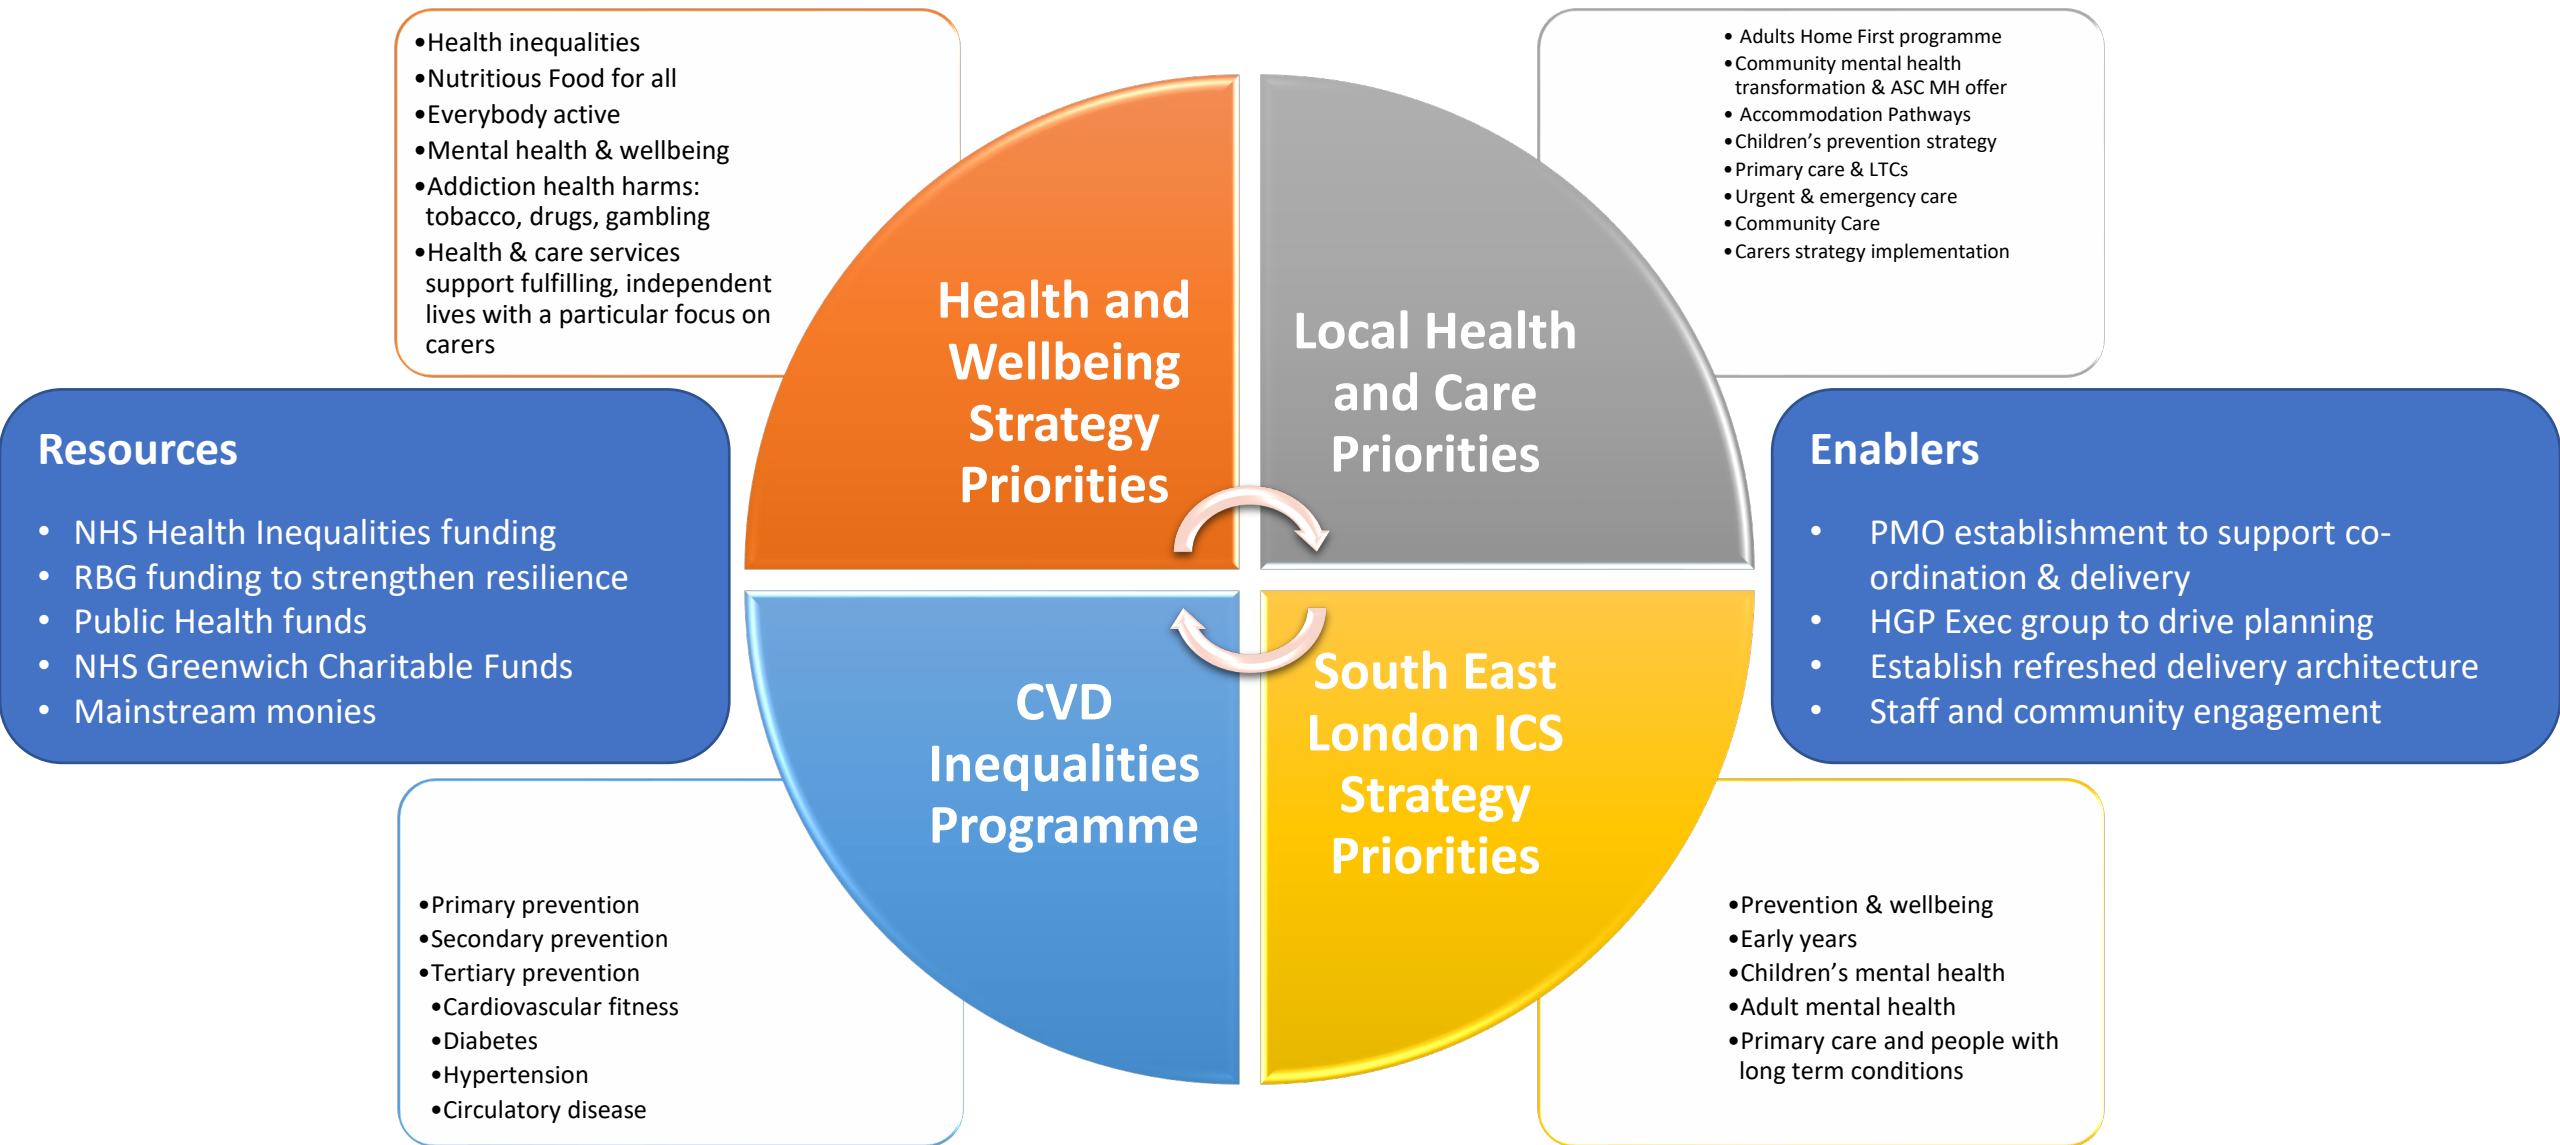 •Health inequalities
•Nutritious Food for all
•Everybody active
•Mental health & wellbeing
•Addiction health harms:
tobacco, drugs, gambling
•Health & care services
support fulfilling, independent
lives with a particular focus on
carers
• Adults Home First programme
•Community mental health
transformation & ASC MH offer
• Accommodation Pathways
•Children’s prevention strategy
•Primary care & LTCs
•Urgent & emergency care
•Community Care
•Carers strategy implementation
Health and
Wellbeing
Strategy
Priorities
Local Health
and Care
Priorities
Resources
• NHS Health Inequalities funding
• RBG funding to strengthen resilience
• Public Health funds
• NHS Greenwich Charitable Funds
• Mainstream monies
Enablers
• PMO establishment to support co-
ordination & delivery
• HGP Exec group to drive planning
• Establish refreshed delivery architecture
• Staff and community engagement
CVD
Inequalities
Programme
South East
London ICS
Strategy
Priorities
•Primary prevention
•Secondary prevention
•Tertiary prevention
•Cardiovascular fitness
•Diabetes
•Hypertension
•Circulatory disease
•Prevention & wellbeing
•Early years
•Children’s mental health
•Adult mental health
•Primary care and people with
long term conditions